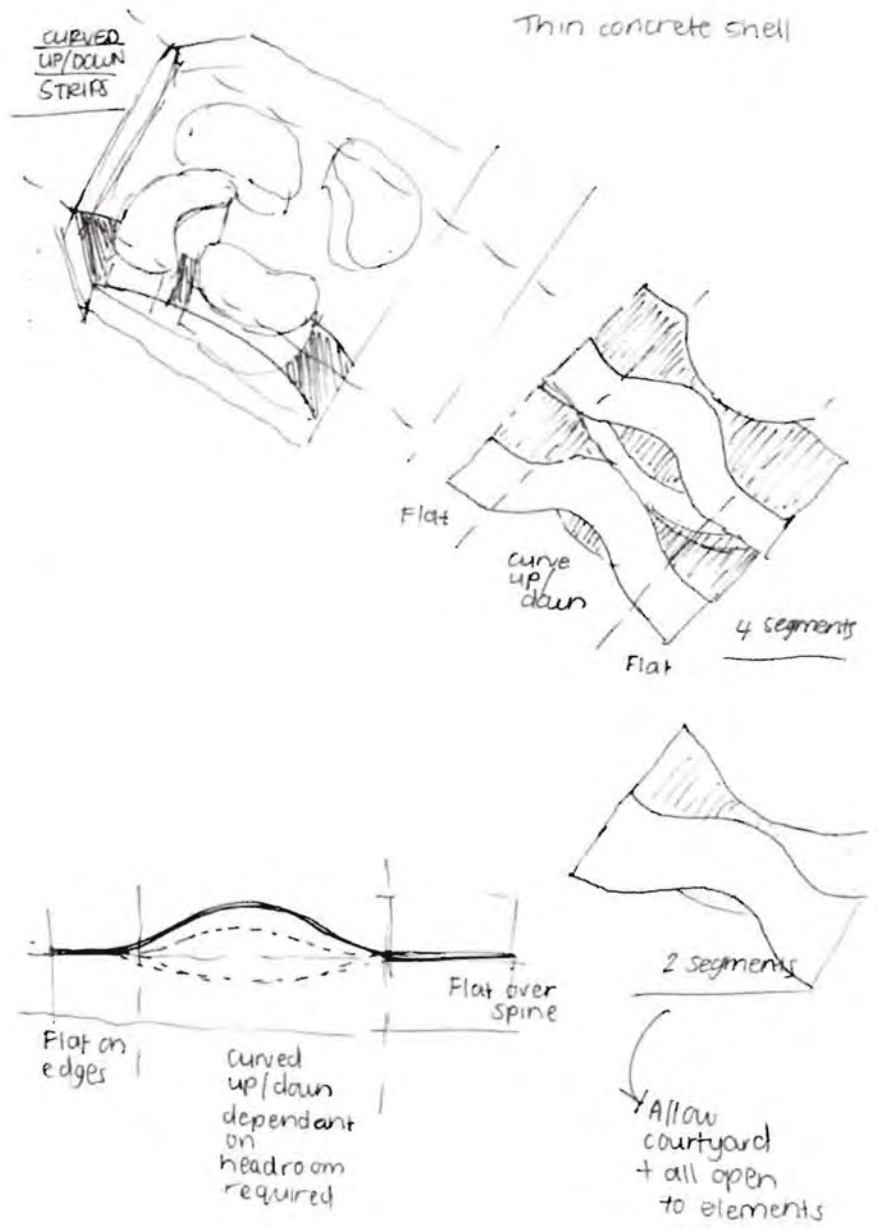 CURVED
UP/DOWN
STRIPS
Thin concrete shell
Flat
curve
up/
down
Flat
4 segments
Flat on
edges
curved
up/down
dependant
on
headroom
required
Flat over
spine
2 segments
Allow
courtyard
+ all open
to elements